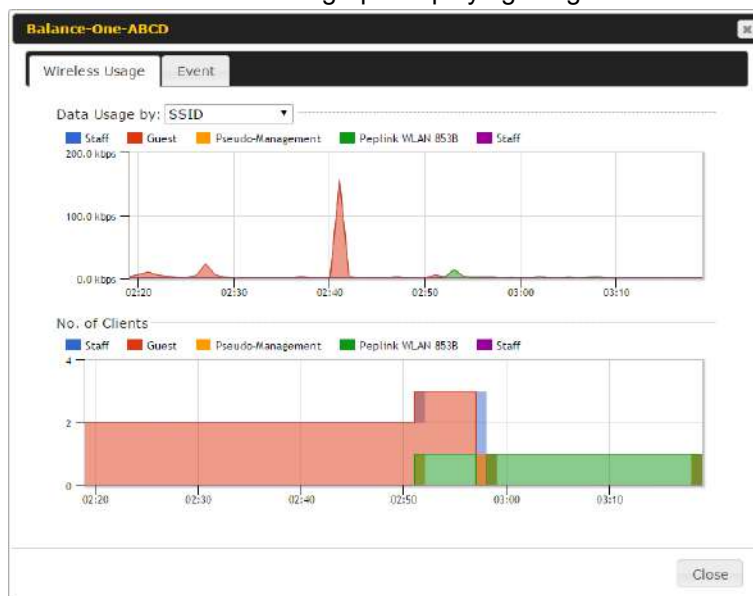 Balance-One-ABCD
Wireless Usage Event
Data Usage by: SSID
Staff Guest Pseudo-Management Peplink WLAN 853B Staff
200.0 kbps
100.0 kbps
0.0 kbps
02:20 02:30 02:40 02:50 03:00 03:10
No. of Clients
Staff Guest Pseudo-Management Peplink WLAN 853B Staff
4
2
0
02:20 02:30 02:40 02:50 03:00 03:10
Close